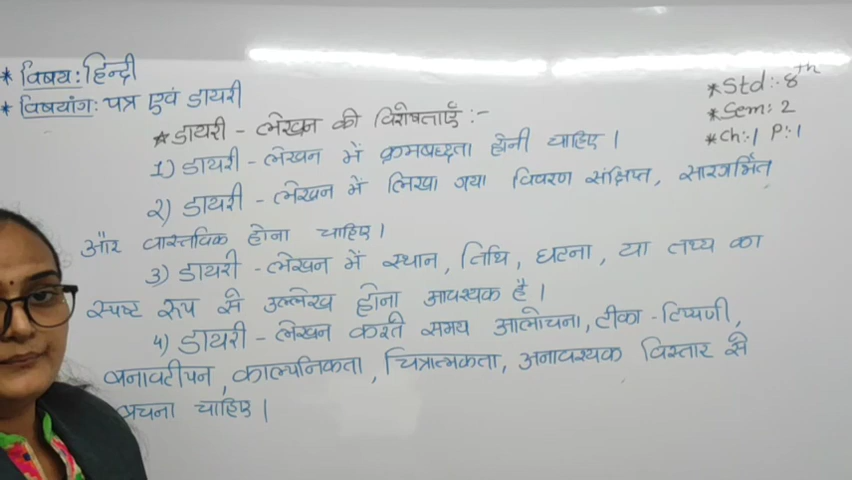 * विषय: हिन्दी
* विषयांग: पत्र एवं डायरी
* Std:- 8th
* Sem: 2
* Ch:-1 P:-1
* डायरी - लेखन की विशेषताएँ :-
1) डायरी - लेखन में क्रमबध्दता होनी चाहिए।
2) डायरी - लेखन में लिखा गया विवरण संक्षिप्त, सारगर्भित
और वास्तविक होना चाहिए।
3) डायरी - लेखन में स्थान, तिथि, घटना, या तथ्य का
स्पष्ट रूप से उल्लेख होना आवश्यक है।
4) डायरी - लेखन करते समय आलोचना, टीका - टिप्पणी,
बनावटीपन, काल्पनिकता, चित्रात्मकता, अनावश्यक विस्तार से
बचना चाहिए।